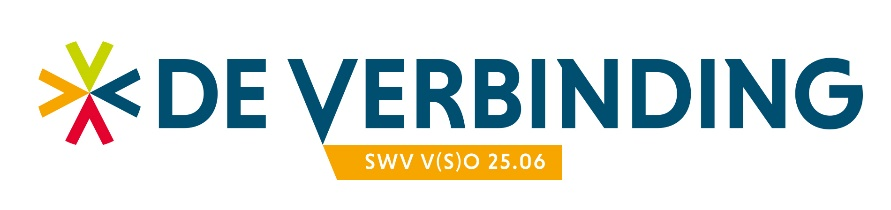 DE VERBINDING
SWV V(S)O 25.06